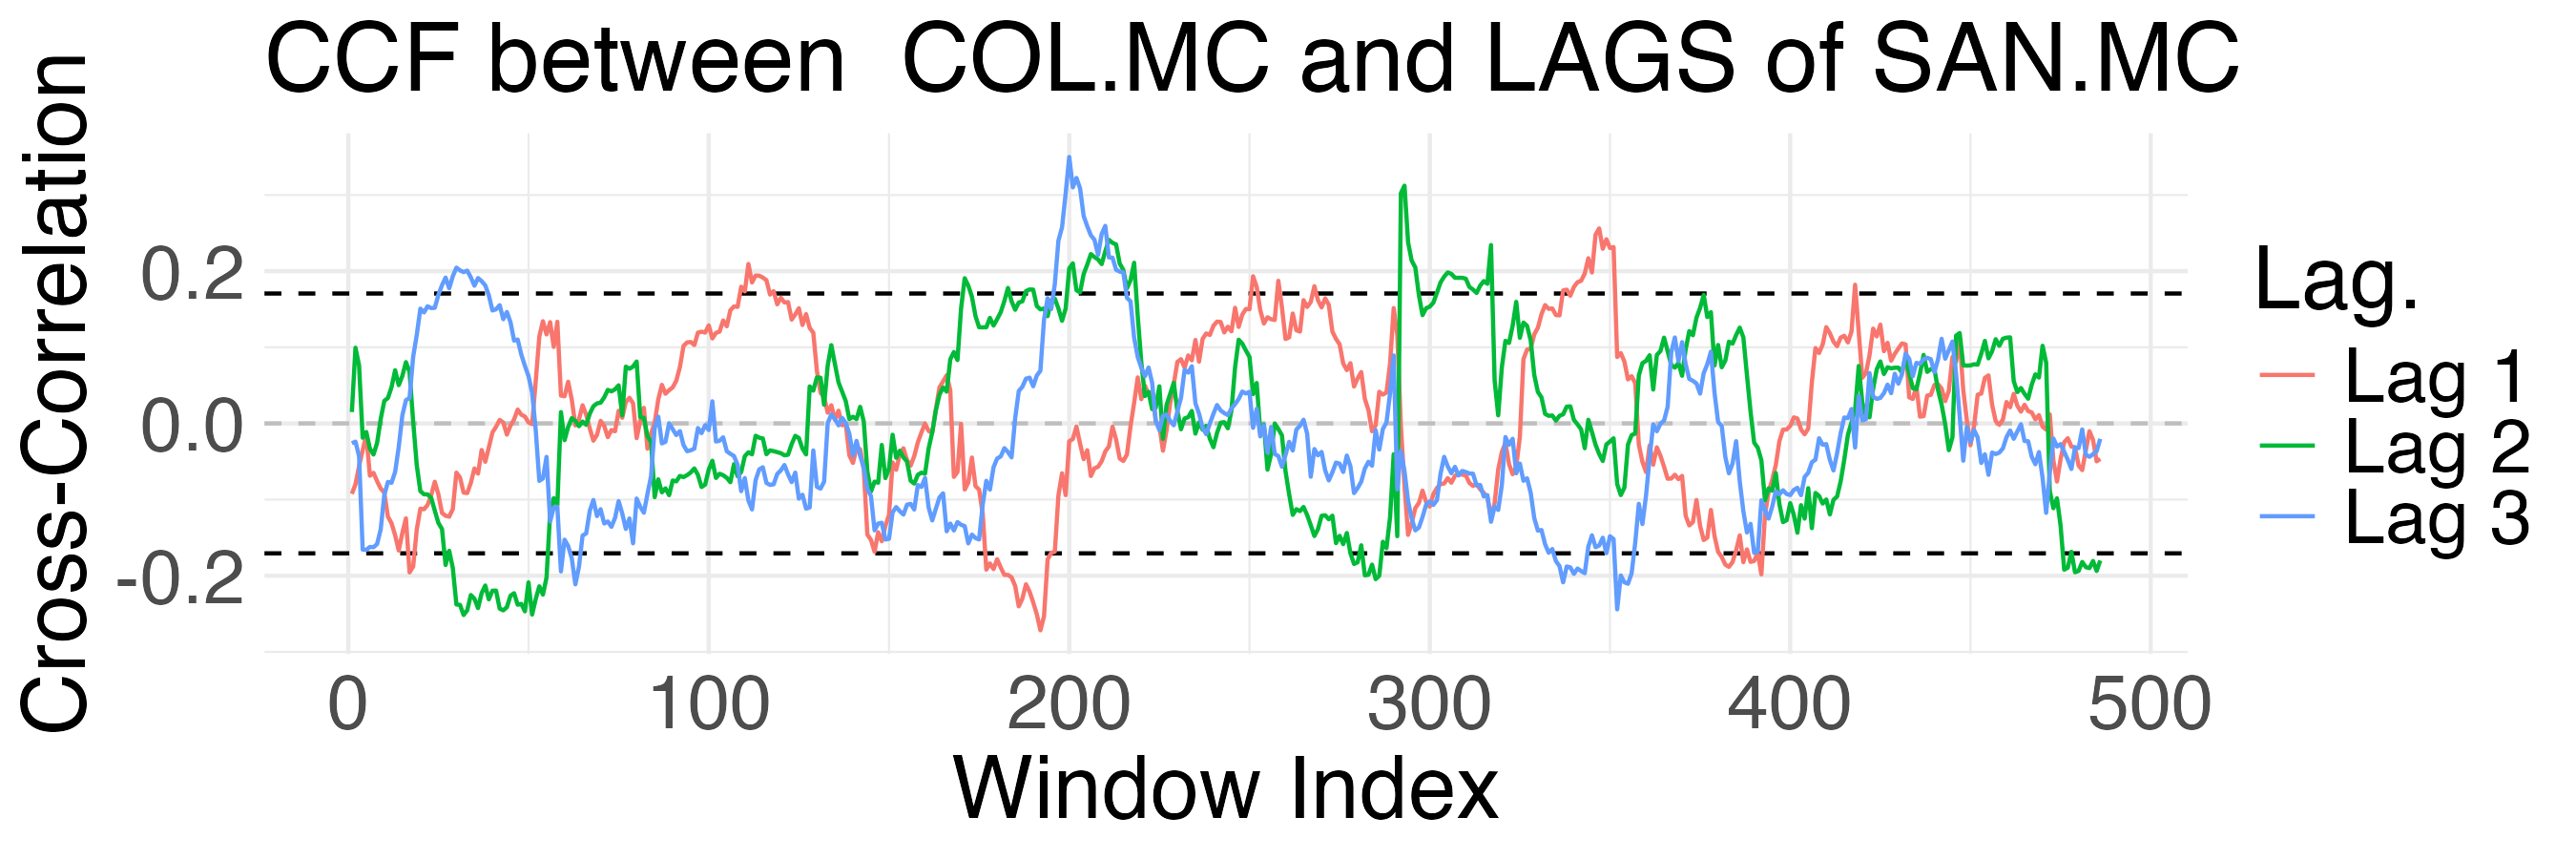 CCF between  COL.MC and LAGS of SAN.MC
Cross-Correlation
0.2
0.0
-0.2
0 100 200 300 400 500
Window Index
Lag.
Lag 1
Lag 2
Lag 3